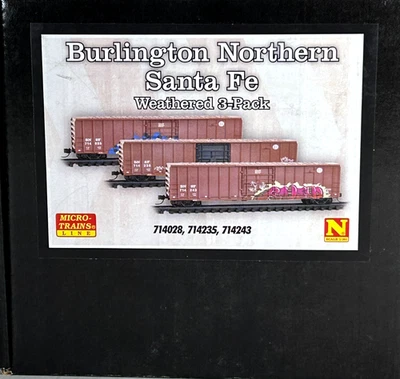 Burlington Northern
Santa Fe
Weathered 3-Pack
714028, 714235, 714243
MICRO-
TRAINS®
LINE
N